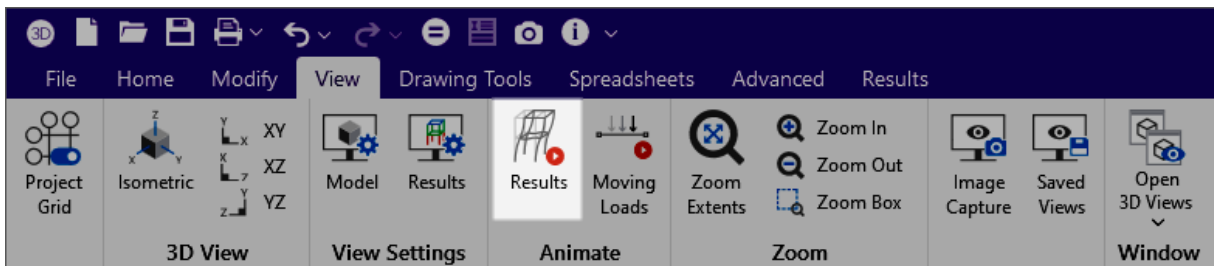 3D
File Home Modify View Drawing Tools Spreadsheets Advanced Results
Project Grid
z
x
y
Isometric
Y
x
XY
X
z
XZ
Y
z
YZ
3D View
Model
Results
View Settings
Results
Moving Loads
Animate
Zoom Extents
Zoom In
Zoom Out
Zoom Box
Zoom
Image Capture
Saved Views
Open 3D Views
Window